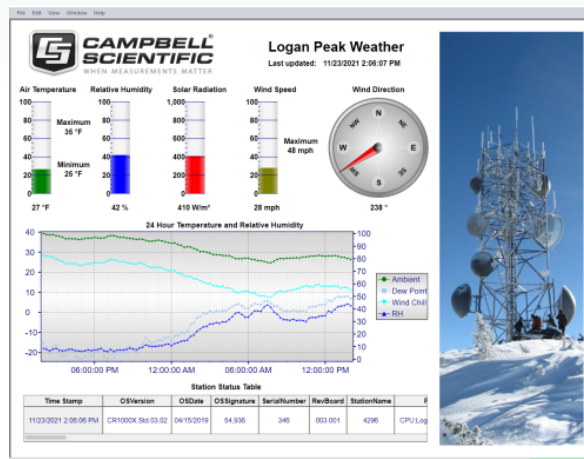 File Edit View Window Help
CAMPBELL
SCIENTIFIC
WHEN MEASUREMENTS MATTER
Logan Peak Weather
Last updated: 11/23/2021 2:06:07 PM
Air Temperature Relative Humidity Solar Radiation Wind Speed Wind Direction
100 100 1,000 100
80 80 800 80
60 60 600 60
40 40 400 40
20 20 200 20
0 0 0 0
Maximum
35 °F
Minimum
25 °F
Maximum
48 mph
N
NW NE
W E
SW SE
S
27 °F 42 % 410 W/m² 28 mph 238 °
24 Hour Temperature and Relative Humidity
40 100
30 90
20 80
10 70
0 60
-10 50
-20 40
30
20
10
0
Ambient
Dew Point
Wind Chill
RH
06:00:00 PM 12:00:00 AM 06:00:00 AM 12:00:00 PM
Station Status Table
Time Stamp OSVersion OSDate OSSignature SerialNumber RevBoard StationName
11/23/2021 2:06:06 PM CR1000X.Std.03.02 04/15/2019 54,936 346 003.001 4296 CPU:Log